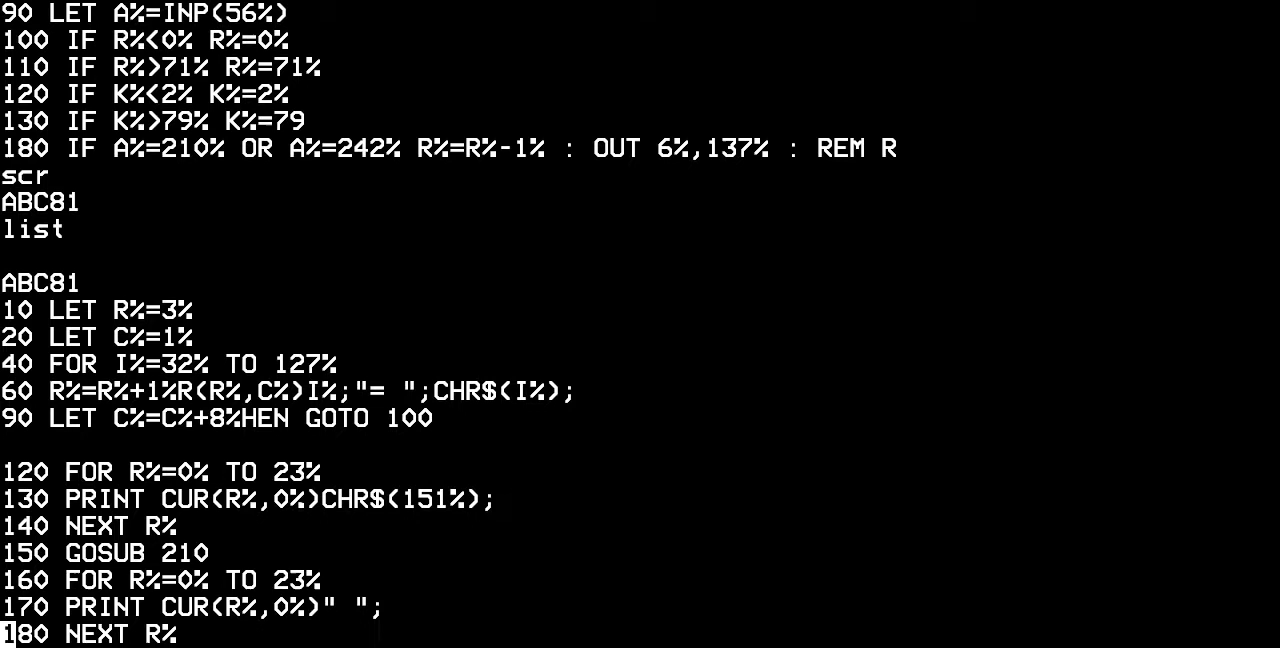 90 LET A%=INP(56%)
100 IF R%<0% R%=0%
110 IF R%>71% R%=71%
120 IF K%<2% K%=2%
130 IF K%>79% K%=79
180 IF A%=210% OR A%=242% R%=R%-1% : OUT 6%,137% : REM R
scr
ABC81
list
ABC81
10 LET R%=3%
20 LET C%=1%
40 FOR I%=32% TO 127%
60 R%=R%+1%R(R%,C%)I%;"= ";CHR$(I%);
90 LET C%=C%+8%HEN GOTO 100
120 FOR R%=0% TO 23%
130 PRINT CUR(R%,0%)CHR$(151%);
140 NEXT R%
150 GOSUB 210
160 FOR R%=0% TO 23%
170 PRINT CUR(R%,0%)" ";
180 NEXT R%